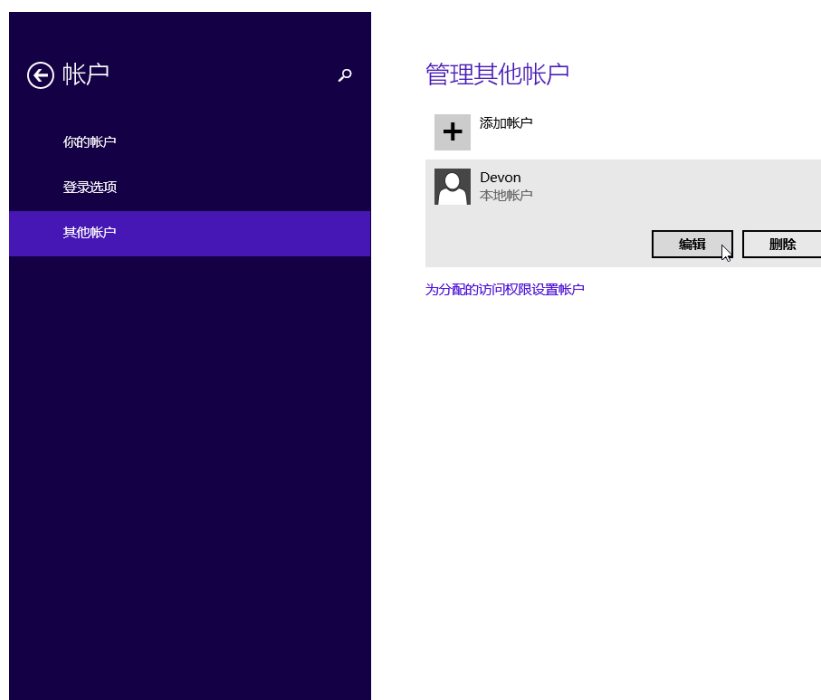 帐户
你的帐户
登录选项
其他帐户
管理其他帐户
添加帐户
Devon
本地帐户
编辑 删除
为分配的访问权限设置帐户